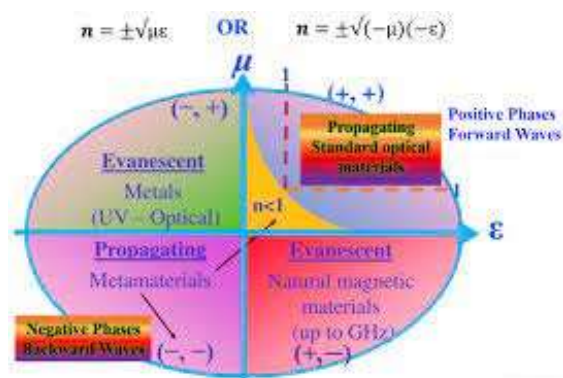 n = ±√με OR n = ±√(−μ)(−ε)
μ
1
(−, +)
(+, +)
Positive Phases
Forward Waves
Propagating
Standard optical
materials
Evanescent
Metals
(UV – Optical)
n<1
1
ε
Propagating
Metamaterials
Evanescent
Natural magnetic
materials
(up to GHz)
Negative Phases
Backward Waves
(−, −)
(+, −)